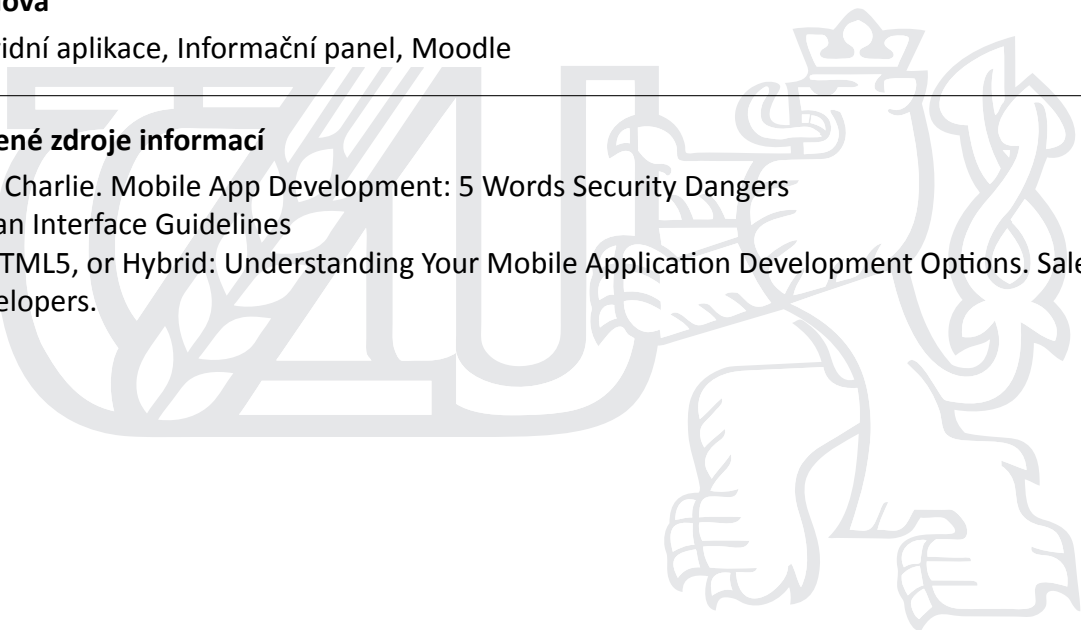 ova
idní aplikace, Informační panel, Moodle
ené zdroje informací
Charlie. Mobile App Development: 5 Words Security Dangers
an Interface Guidelines
TML5, or Hybrid: Understanding Your Mobile Application Development Options. Sale
elopers.